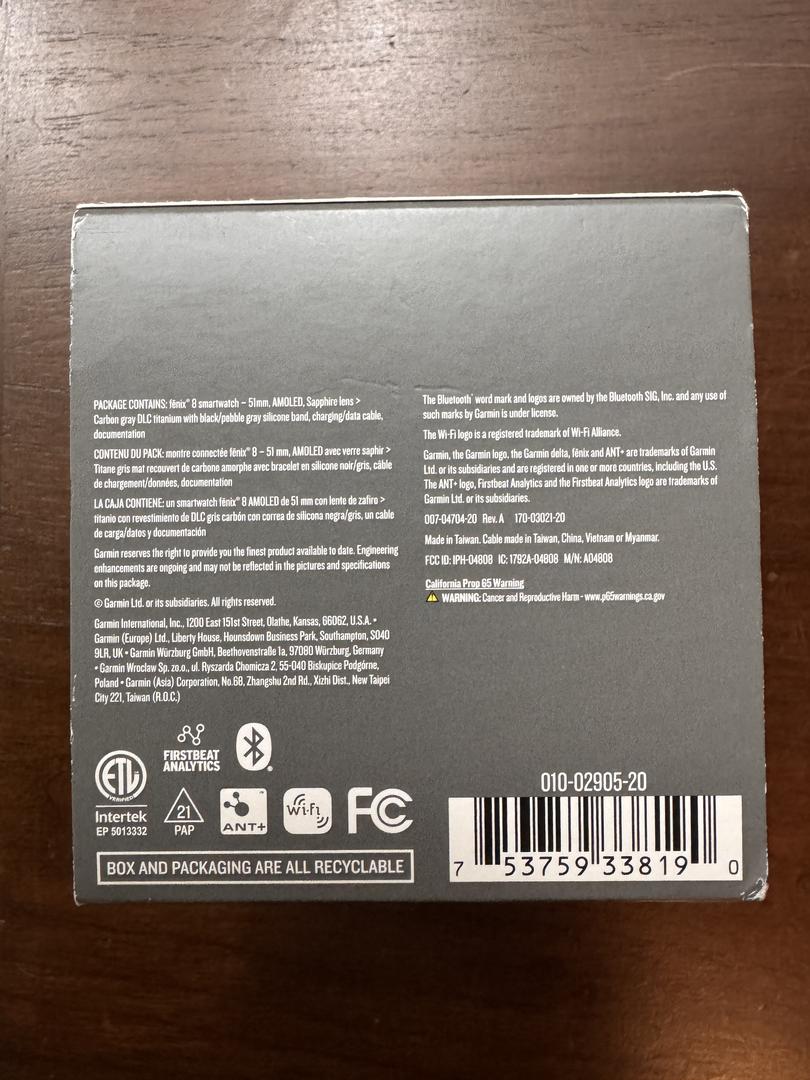 PACKAGE CONTAINS: fēnix® 8 smartwatch – 51mm, AMOLED, Sapphire lens >
Carbon gray DLC titanium with black/pebble gray silicone band, charging/data cable,
documentation
CONTENU DU PACK: montre connectée fēnix® 8 – 51 mm, AMOLED avec verre saphir >
Titane gris mat recouvert de carbone amorphe avec bracelet en silicone noir/gris, câble
de chargement/données, documentation
LA CAJA CONTIENE: un smartwatch fēnix® 8 AMOLED de 51 mm con lente de zafiro >
titanio con revestimiento de DLC gris carbón con correa de silicona negra/gris, un cable
de carga/datos y documentación
Garmin reserves the right to provide you the finest product available to date. Engineering
enhancements are ongoing and may not be reflected in the pictures and specifications
on this package.
© Garmin Ltd. or its subsidiaries. All rights reserved.
Garmin International, Inc., 1200 East 151st Street, Olathe, Kansas, 66062, U.S.A. •
Garmin (Europe) Ltd., Liberty House, Hounsdown Business Park, Southampton, SO40
9LR, UK • Garmin Würzburg GmbH, Beethovenstraße 1a, 97080 Würzburg, Germany
• Garmin Wroclaw Sp. zo.o., ul. Ryszarda Chomicza 2, 55-040 Biskupice Podgórne,
Poland • Garmin (Asia) Corporation, No.68, Zhangshu 2nd Rd., Xizhi Dist., New Taipei
City 221, Taiwan (R.O.C.)
The Bluetooth® word mark and logos are owned by the Bluetooth SIG, Inc. and any use of
such marks by Garmin is under license.
The Wi-Fi logo is a registered trademark of Wi-Fi Alliance.
Garmin, the Garmin logo, the Garmin delta, fēnix and ANT+ are trademarks of Garmin
Ltd. or its subsidiaries and are registered in one or more countries, including the U.S.
The ANT+ logo, Firstbeat Analytics and the Firstbeat Analytics logo are trademarks of
Garmin Ltd. or its subsidiaries.
007-04704-20 Rev. A 170-03021-20
Made in Taiwan. Cable made in Taiwan, China, Vietnam or Myanmar.
FCC ID: IPH-04808 IC: 1792A-04808 M/N: A04808
California Prop 65 Warning
WARNING: Cancer and Reproductive Harm - www.p65warnings.ca.gov
FIRSTBEAT
ANALYTICS
ETL
VERIFIED
Intertek
EP 5013332
21
PAP
ANT+™
Wi-Fi
FC
BOX AND PACKAGING ARE ALL RECYCLABLE
010-02905-20
7 53759 33819 0